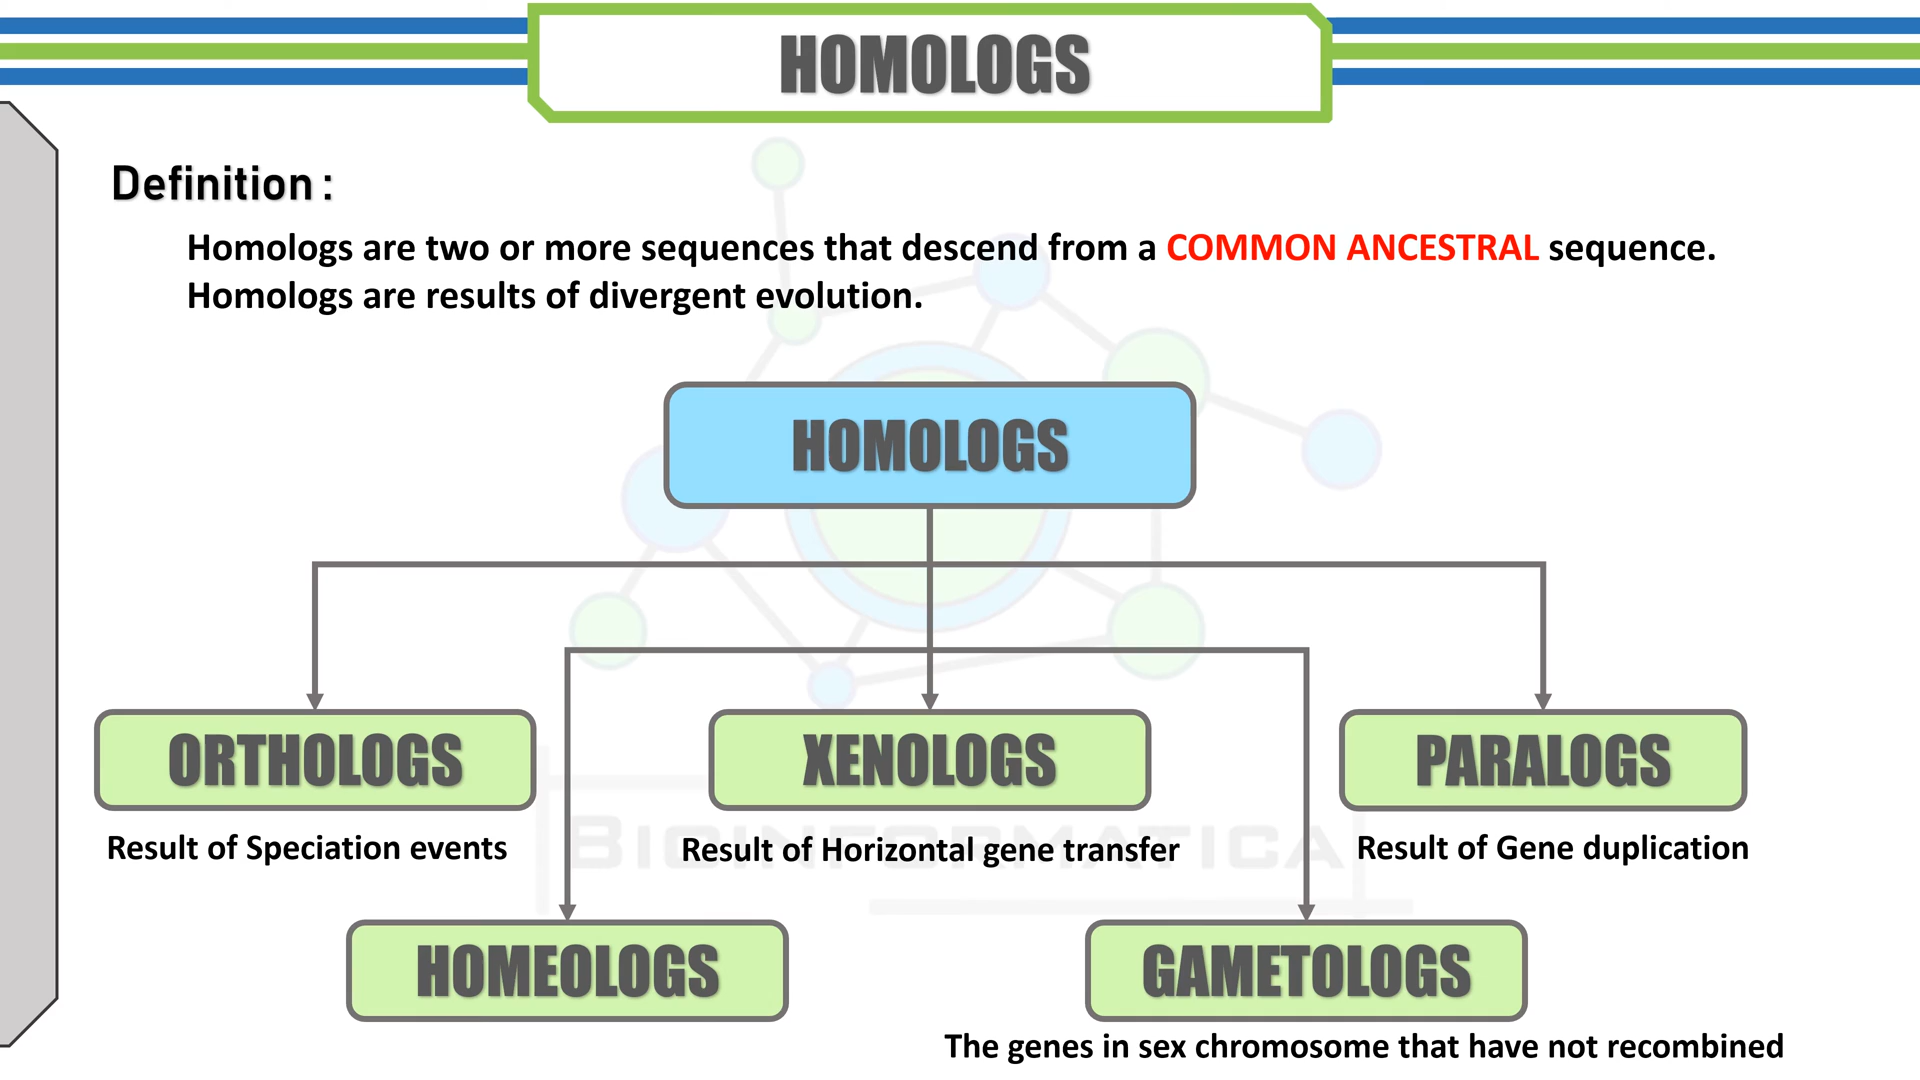 HOMOLOGS
Definition :
Homologs are two or more sequences that descend from a COMMON ANCESTRAL sequence.
Homologs are results of divergent evolution.
HOMOLOGS
ORTHOLOGS
XENOLOGS
PARALOGS
Result of Speciation events
Result of Horizontal gene transfer
Result of Gene duplication
BIOINFORMATICA
HOMEOLOGS
GAMETOLOGS
The genes in sex chromosome that have not recombined